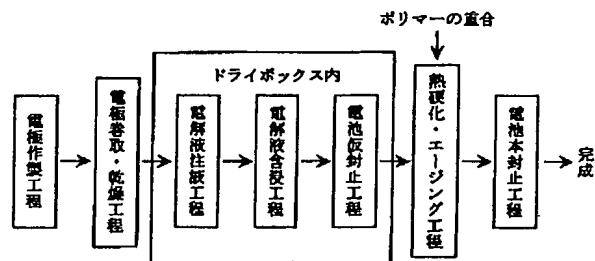 ポリマーの重合
ドライボックス内
電極作製工程
電極巻取・乾燥工程
電解液注液工程
電解液含浸工程
電池仮封止工程
熱硬化・エージング工程
電池本封止工程
完成